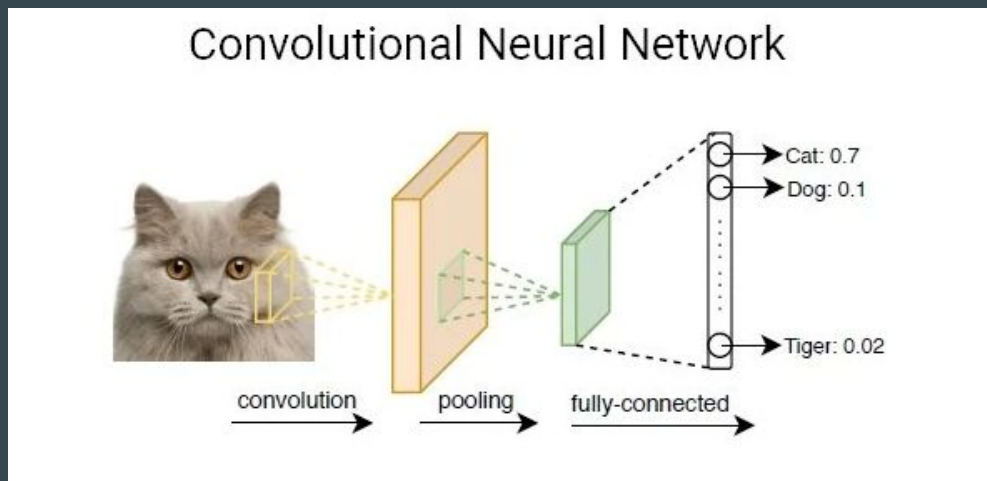 Convolutional Neural Network
Cat: 0.7
Dog: 0.1
Tiger: 0.02
convolution
pooling
fully-connected